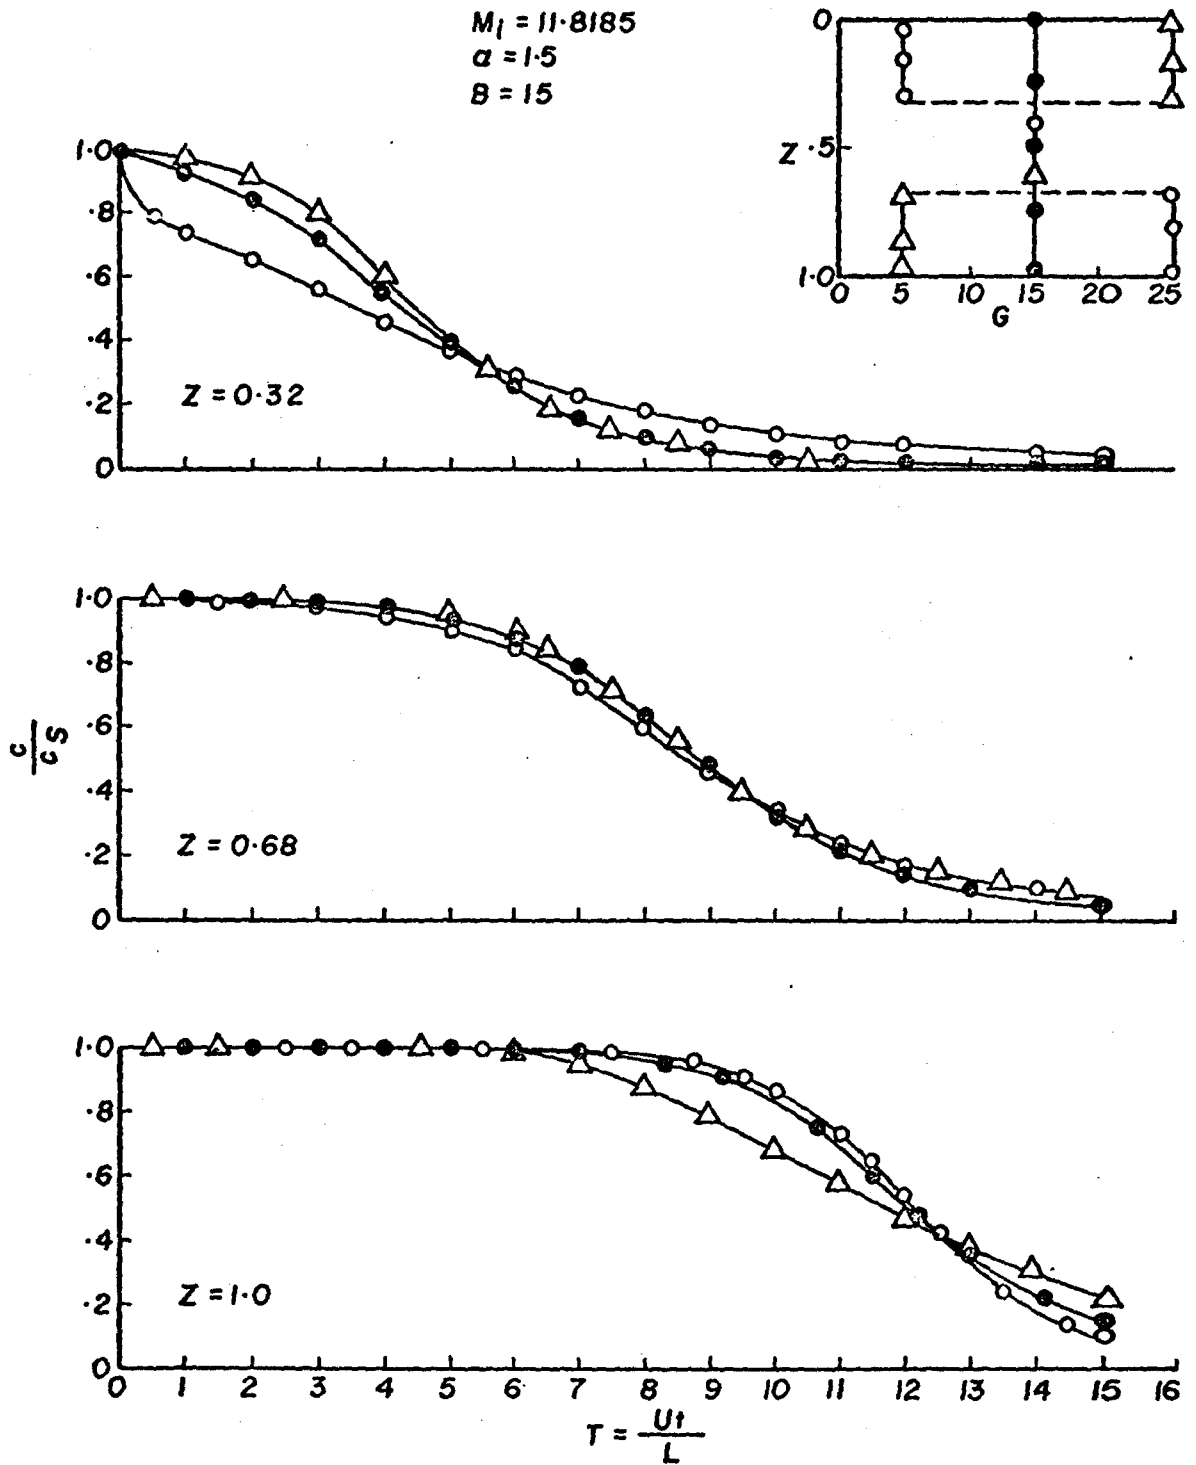 M₁ = 11·8185
α = 1·5
B = 15
0
Z ·5
1·0
0 5 10 15 20 25
G
1·0
·8
·6
·4
·2
0
Z = 0·32
1·0
·8
·6
·4
·2
0
c/cS
Z = 0·68
1·0
·8
·6
·4
·2
0
Z = 1·0
0 1 2 3 4 5 6 7 8 9 10 11 12 13 14 15 16
T = Ut/L